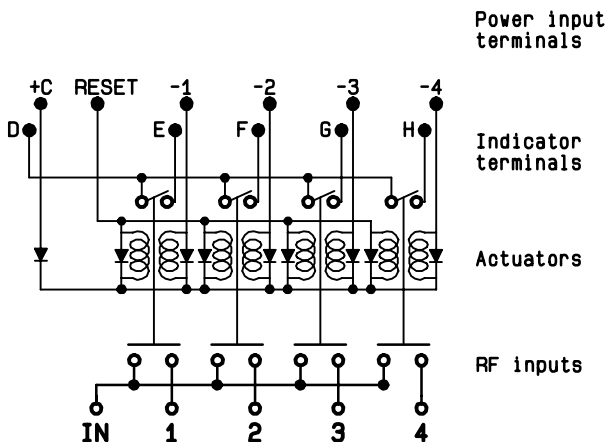 Power input
terminals
+C RESET -1 -2 -3 -4
D E F G H
Indicator
terminals
Actuators
RF inputs
IN 1 2 3 4